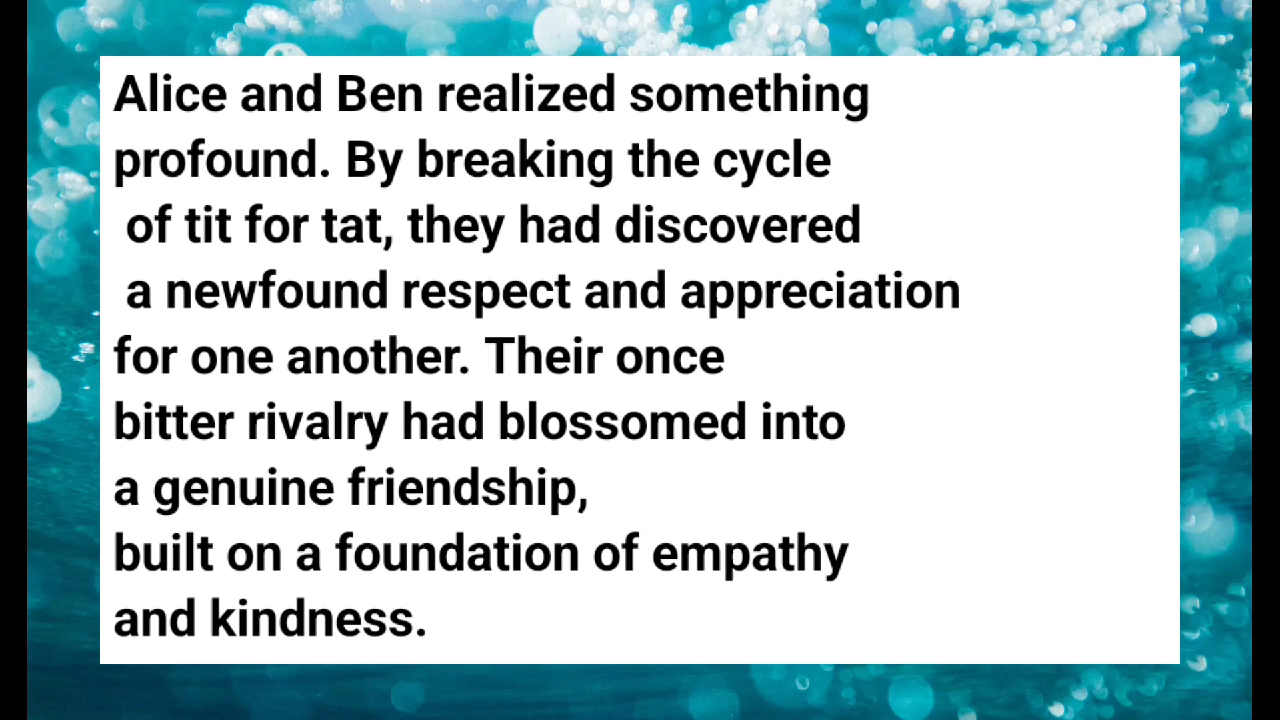 Alice and Ben realized something
profound. By breaking the cycle
of tit for tat, they had discovered
a newfound respect and appreciation
for one another. Their once
bitter rivalry had blossomed into
a genuine friendship,
built on a foundation of empathy
and kindness.